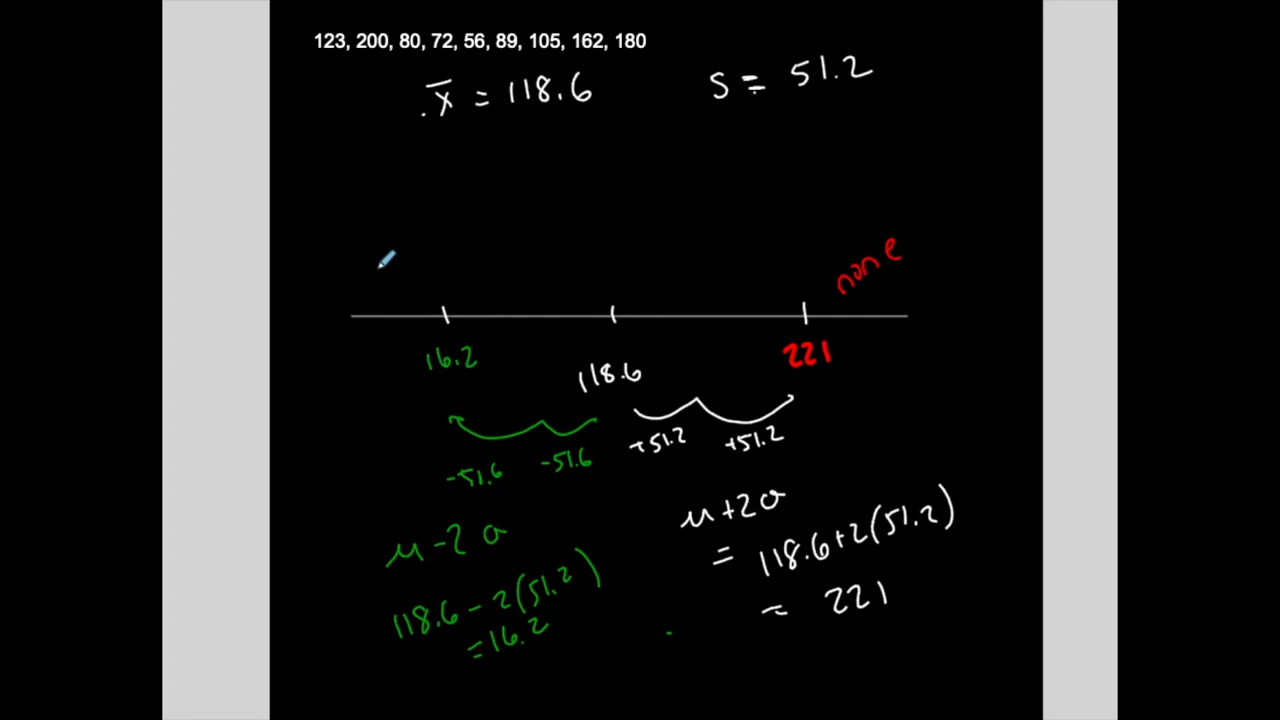 123, 200, 80, 72, 56, 89, 105, 162, 180
x̄ = 118.6
S = 51.2
none
16.2
118.6
221
-51.6
-51.6
+51.2
+51.2
μ - 2σ
118.6 - 2(51.2)
= 16.2
μ + 2σ
= 118.6 + 2(51.2)
= 221